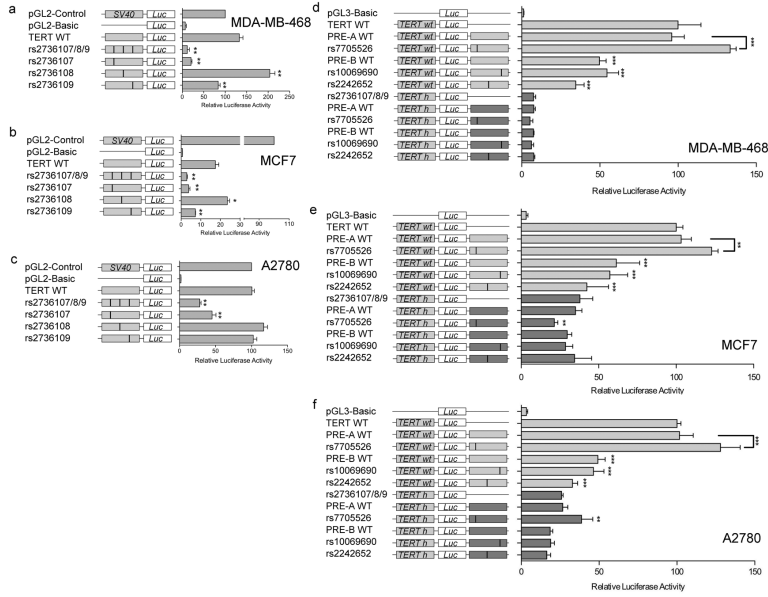 a
pGL2-Control SV40 Luc
pGL2-Basic Luc
TERT WT Luc
rs2736107/8/9 Luc **
rs2736107 Luc **
rs2736108 Luc **
rs2736109 Luc **
MDA-MB-468
0 50 100 150 200 250
Relative Luciferase Activity
b
pGL2-Control SV40 Luc
pGL2-Basic Luc
TERT WT Luc
rs2736107/8/9 Luc **
rs2736107 Luc **
rs2736108 Luc *
rs2736109 Luc **
MCF7
0 10 20 30 90 100 110
Relative Luciferase Activity
c
pGL2-Control SV40 Luc
pGL2-Basic Luc
TERT WT Luc
rs2736107/8/9 Luc **
rs2736107 Luc **
rs2736108 Luc
rs2736109 Luc
A2780
0 50 100 150
Relative Luciferase Activity
d
pGL3-Basic Luc
TERT WT TERT wt Luc
PRE-A WT TERT wt Luc
rs7705526 TERT wt Luc ***
PRE-B WT TERT wt Luc ***
rs10069690 TERT wt Luc ***
rs2242652 TERT wt Luc ***
rs2736107/8/9 TERT h Luc
PRE-A WT TERT h Luc
rs7705526 TERT h Luc
PRE-B WT TERT h Luc
rs10069690 TERT h Luc
rs2242652 TERT h Luc
MDA-MB-468
0 50 100 150
Relative Luciferase Activity
e
pGL3-Basic Luc
TERT WT TERT wt Luc
PRE-A WT TERT wt Luc
rs7705526 TERT wt Luc **
PRE-B WT TERT wt Luc ***
rs10069690 TERT wt Luc ***
rs2242652 TERT wt Luc ***
rs2736107/8/9 TERT h Luc
PRE-A WT TERT h Luc
rs7705526 TERT h Luc **
PRE-B WT TERT h Luc
rs10069690 TERT h Luc
rs2242652 TERT h Luc
MCF7
0 50 100 150
Relative Luciferase Activity
f
pGL3-Basic Luc
TERT WT TERT wt Luc
PRE-A WT TERT wt Luc
rs7705526 TERT wt Luc ***
PRE-B WT TERT wt Luc ***
rs10069690 TERT wt Luc ***
rs2242652 TERT wt Luc ***
rs2736107/8/9 TERT h Luc
PRE-A WT TERT h Luc
rs7705526 TERT h Luc **
PRE-B WT TERT h Luc
rs10069690 TERT h Luc
rs2242652 TERT h Luc
A2780
0 50 100 150
Relative Luciferase Activity